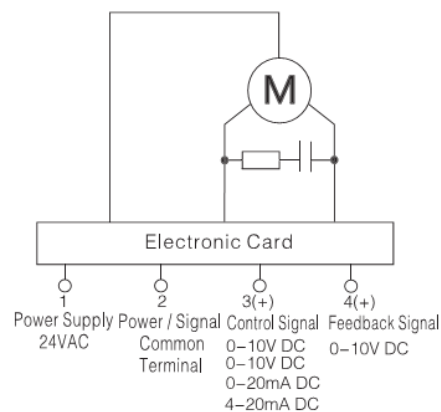 M
Electronic Card
1
Power Supply
24VAC
2
Power / Signal
Common
Terminal
3(+)
Control Signal
0-10V DC
0-10V DC
0-20mA DC
4-20mA DC
4(+)
Feedback Signal
0-10V DC